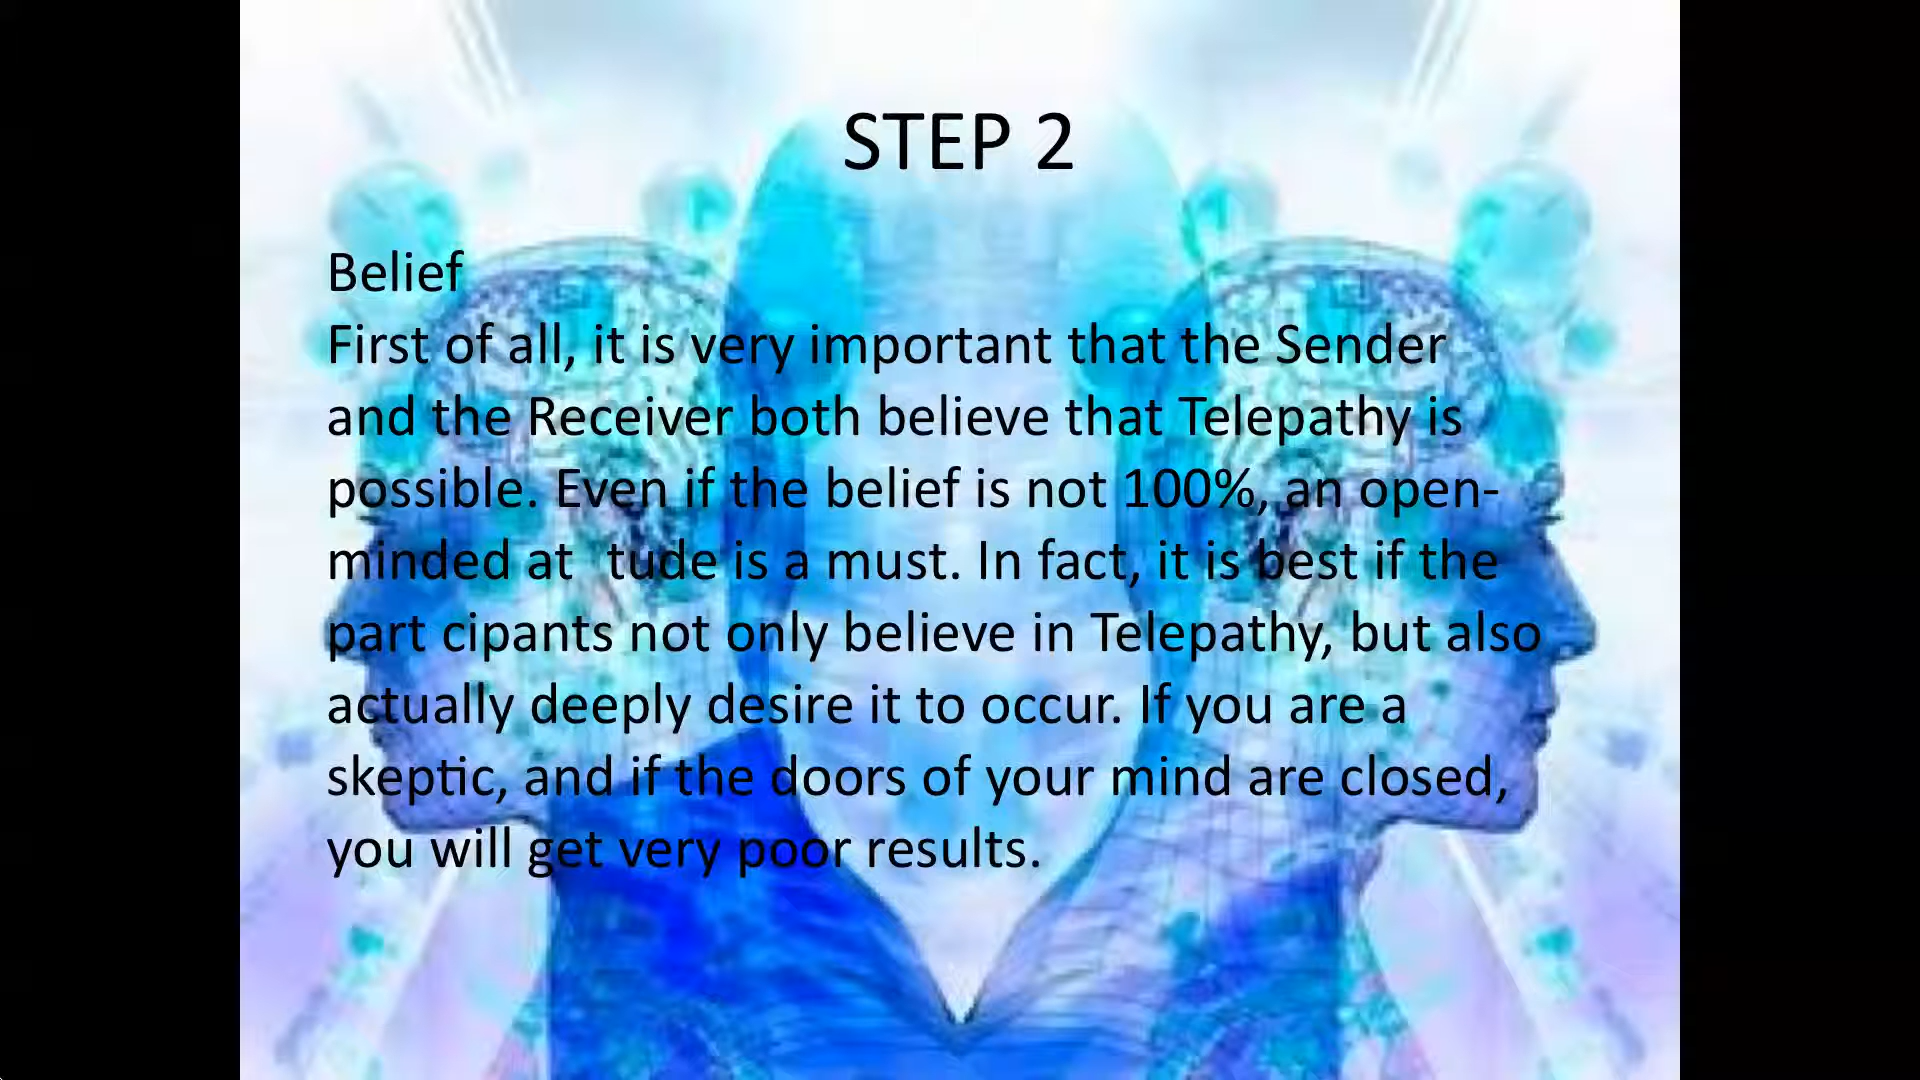 STEP 2
Belief
First of all, it is very important that the Sender
and the Receiver both believe that Telepathy is
possible. Even if the belief is not 100%, an open-
minded at  tude is a must. In fact, it is best if the
part cipants not only believe in Telepathy, but also
actually deeply desire it to occur. If you are a
skeptic, and if the doors of your mind are closed,
you will get very poor results.